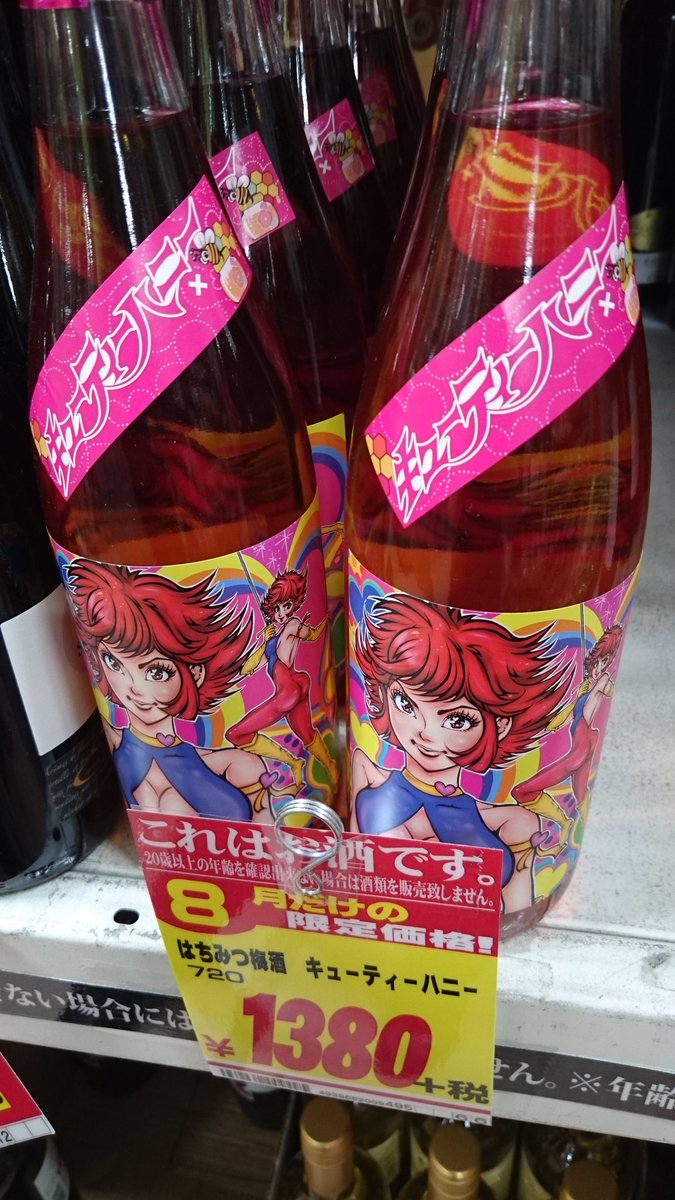 キューティーハニー+
キューティーハニー+
これはお酒です。
20歳以上の年齢を確認出来ない場合は酒類を販売致しません。
8月だけの
限定価格!
はちみつ梅酒 キューティーハニー
720
¥1380+税
ない場合には
せん。※年齢